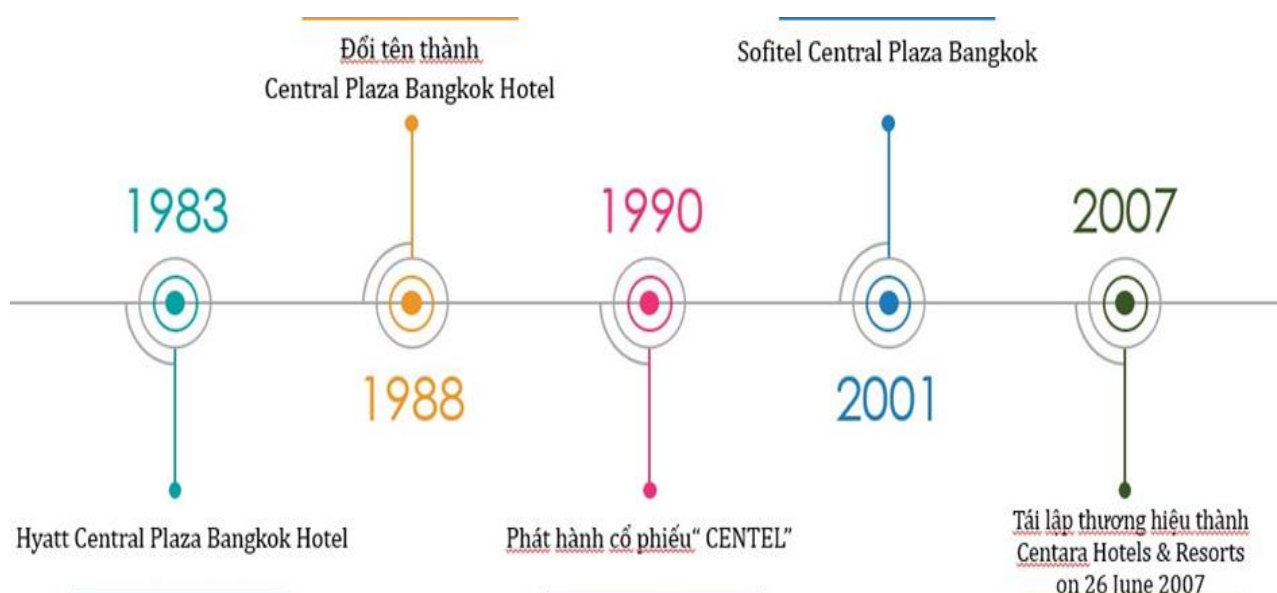 Đổi tên thành
Central Plaza Bangkok Hotel
Sofitel Central Plaza Bangkok
1983
1990
2007
1988
2001
Hyatt Central Plaza Bangkok Hotel
Phát hành cổ phiếu“ CENTEL”
Tái lập thương hiệu thành
Centara Hotels & Resorts
on 26 June 2007